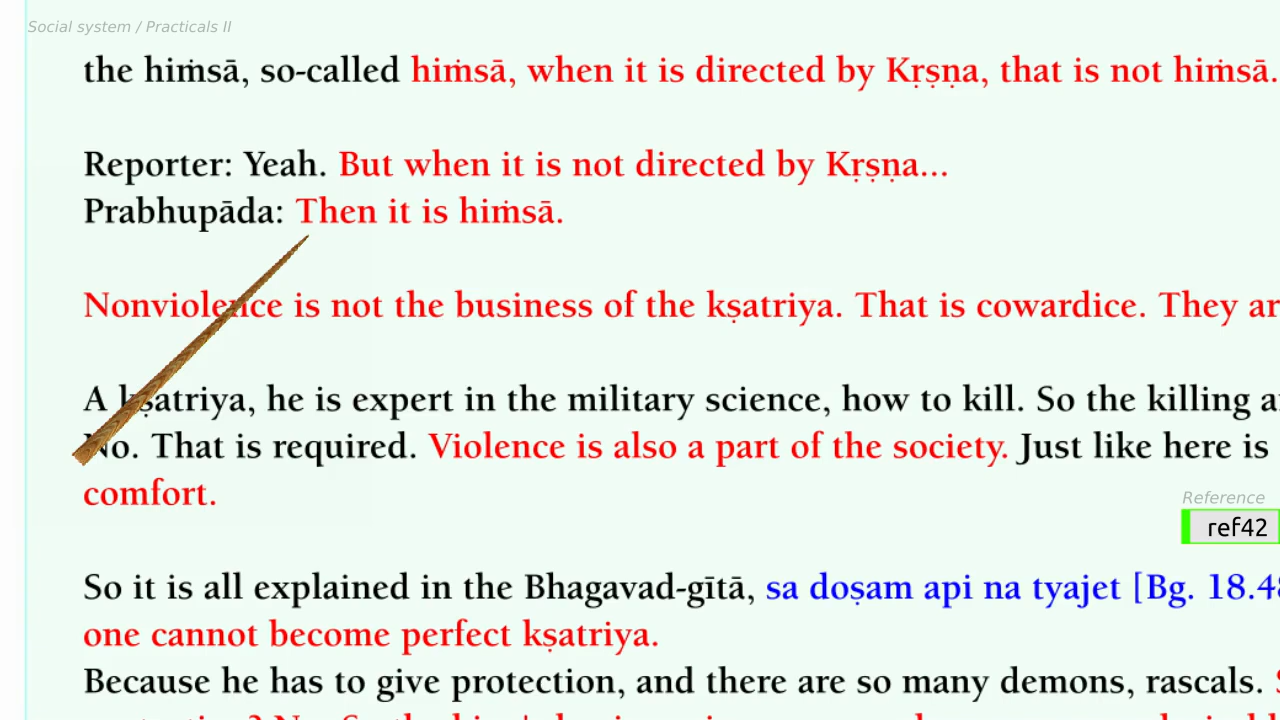 Social system / Practicals II
the hiṁsā, so-called hiṁsā, when it is directed by Kṛṣṇa, that is not hiṁsā.
Reporter: Yeah. But when it is not directed by Kṛṣṇa...
Prabhupāda: Then it is hiṁsā.
Nonviolence is not the business of the kṣatriya. That is cowardice. They
A kṣatriya, he is expert in the military science, how to kill. So the killing
No. That is required. Violence is also a part of the society. Just like here is
comfort.
Reference
ref42
So it is all explained in the Bhagavad-gītā, sa doṣam api na tyajet [Bg. 18.48
one cannot become perfect kṣatriya.
Because he has to give protection, and there are so many demons, rascals.